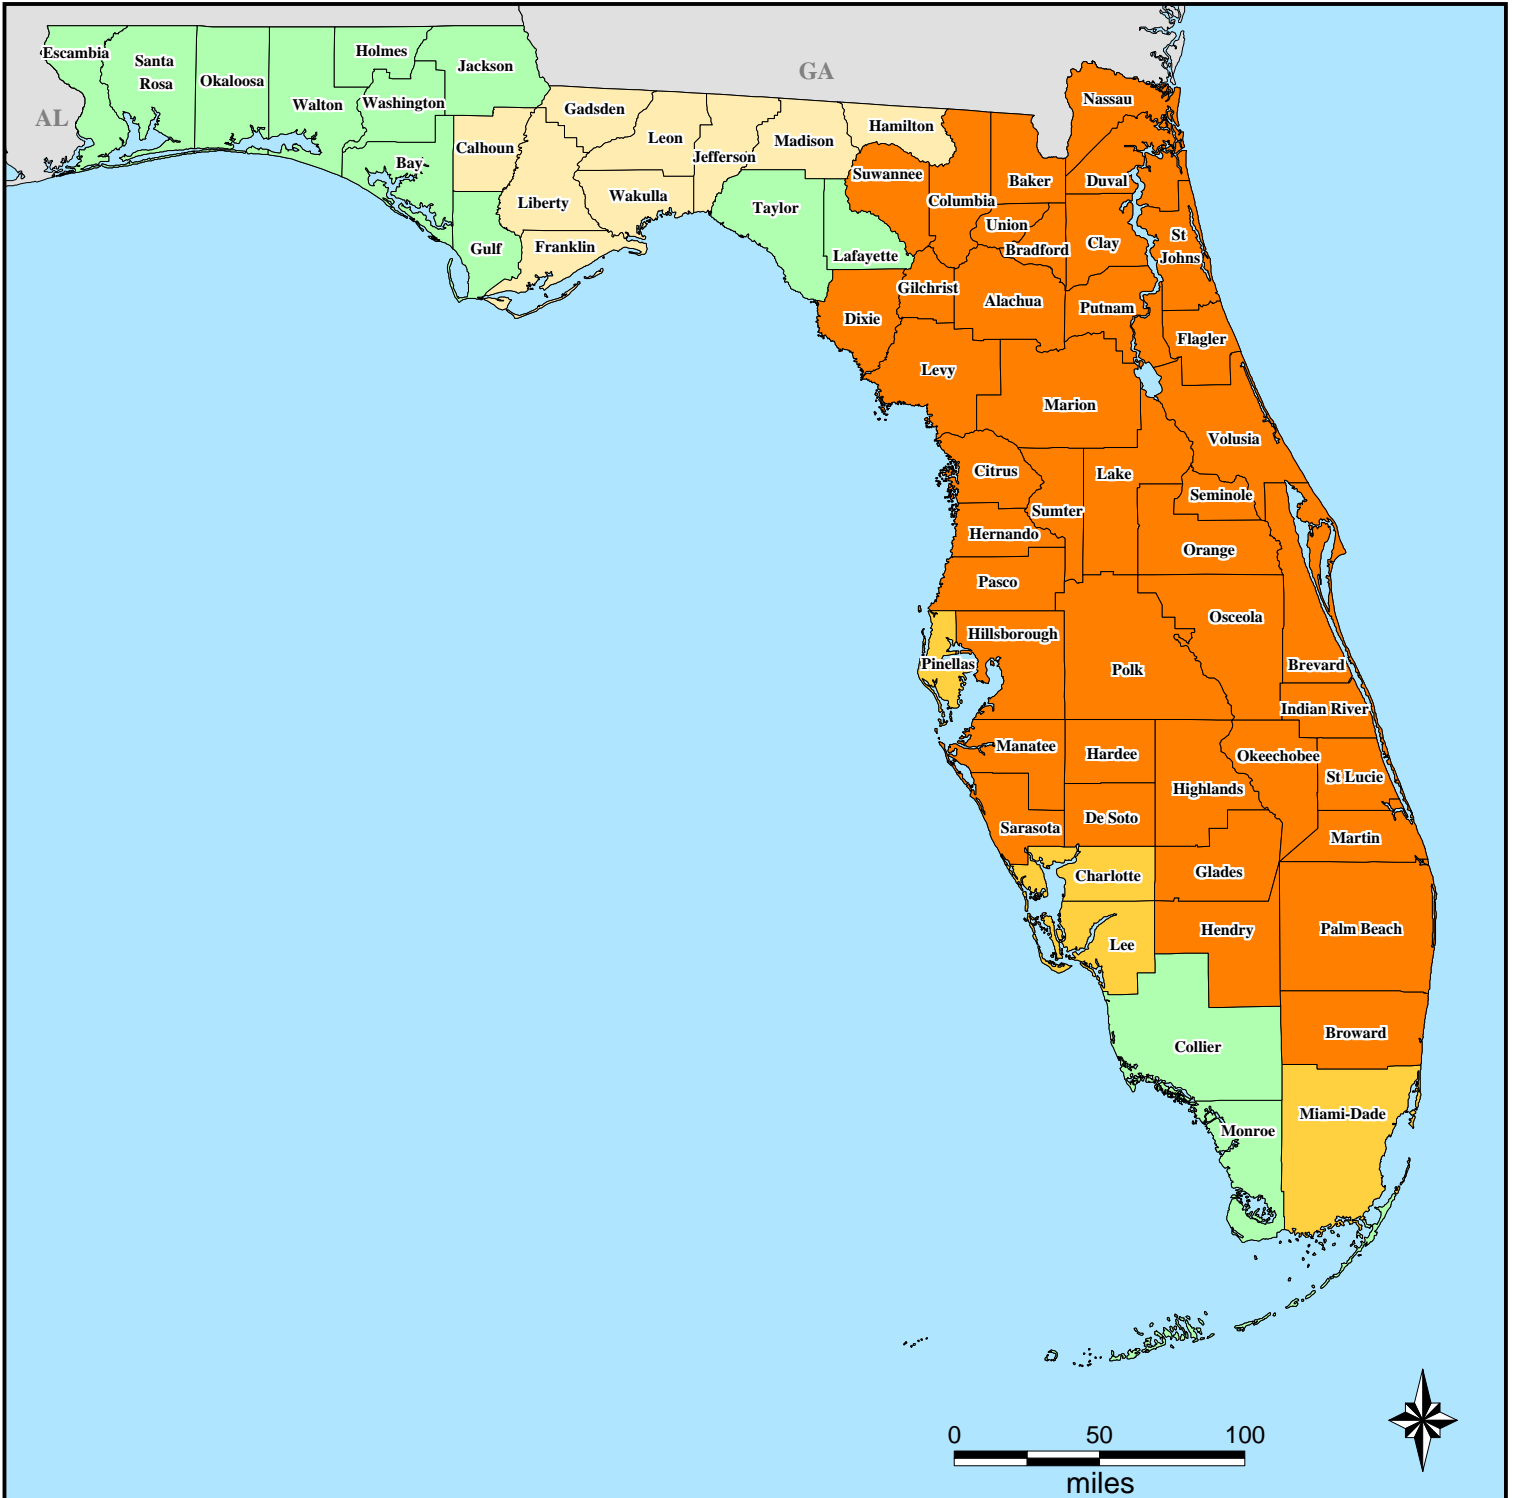 Escambia
Santa
Rosa
Okaloosa
Walton
Holmes
Washington
Jackson
Bay
Calhoun
Gulf
Gadsden
Liberty
Franklin
Leon
Wakulla
Jefferson
Madison
Hamilton
Taylor
Lafayette
Suwannee
Columbia
Baker
Nassau
Duval
Union
Bradford
Clay
St
Johns
Gilchrist
Alachua
Putnam
Dixie
Flagler
Levy
Marion
Volusia
Citrus
Lake
Sumter
Seminole
Hernando
Orange
Pasco
Osceola
Hillsborough
Pinellas
Polk
Brevard
Indian River
Manatee
Hardee
Okeechobee
St Lucie
Highlands
Sarasota
De Soto
Martin
Charlotte
Glades
Lee
Hendry
Palm Beach
Broward
Collier
Miami-Dade
Monroe
AL
GA
0 50 100
miles